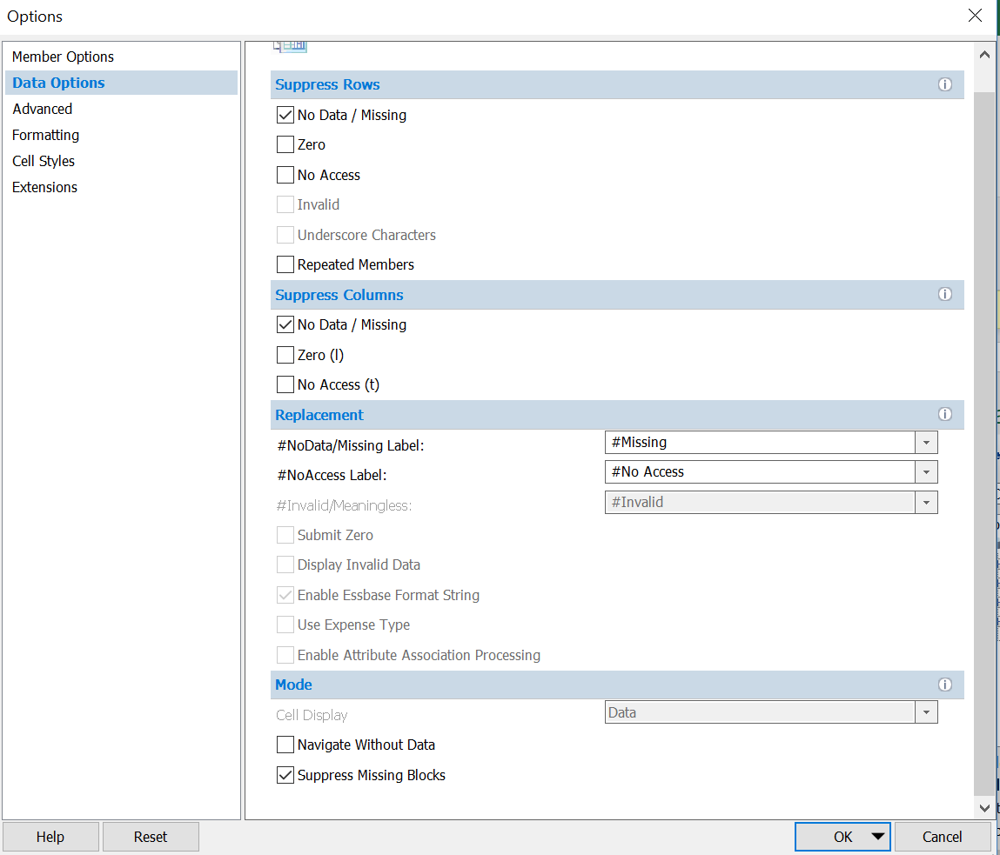 Options
Member Options
Data Options
Advanced
Formatting
Cell Styles
Extensions
Suppress Rows
No Data / Missing
Zero
No Access
Invalid
Underscore Characters
Repeated Members
Suppress Columns
No Data / Missing
Zero (l)
No Access (t)
Replacement
#NoData/Missing Label: #Missing
#NoAccess Label: #No Access
#Invalid/Meaningless: #Invalid
Submit Zero
Display Invalid Data
Enable Essbase Format String
Use Expense Type
Enable Attribute Association Processing
Mode
Cell Display Data
Navigate Without Data
Suppress Missing Blocks
Help Reset OK Cancel